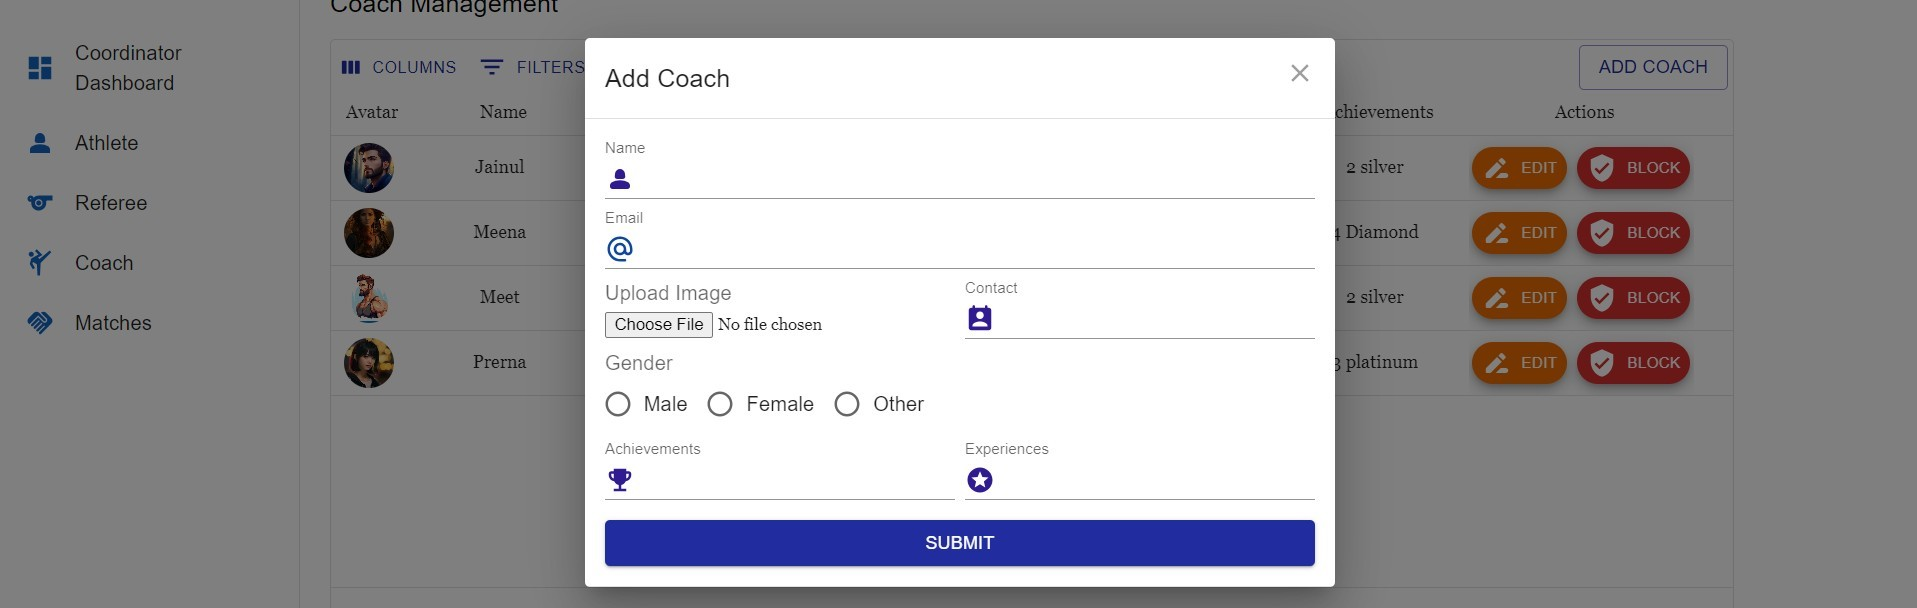 Coach Management
Coordinator
Dashboard
Athlete
Referee
Coach
Matches
COLUMNS FILTERS
ADD COACH
Avatar Name chievements Actions
Jainul 2 silver EDIT BLOCK
Meena 4 Diamond EDIT BLOCK
Meet 2 silver EDIT BLOCK
Prerna 3 platinum EDIT BLOCK
Add Coach
Name
Email
Upload Image
Choose File No file chosen
Contact
Gender
Male Female Other
Achievements Experiences
SUBMIT